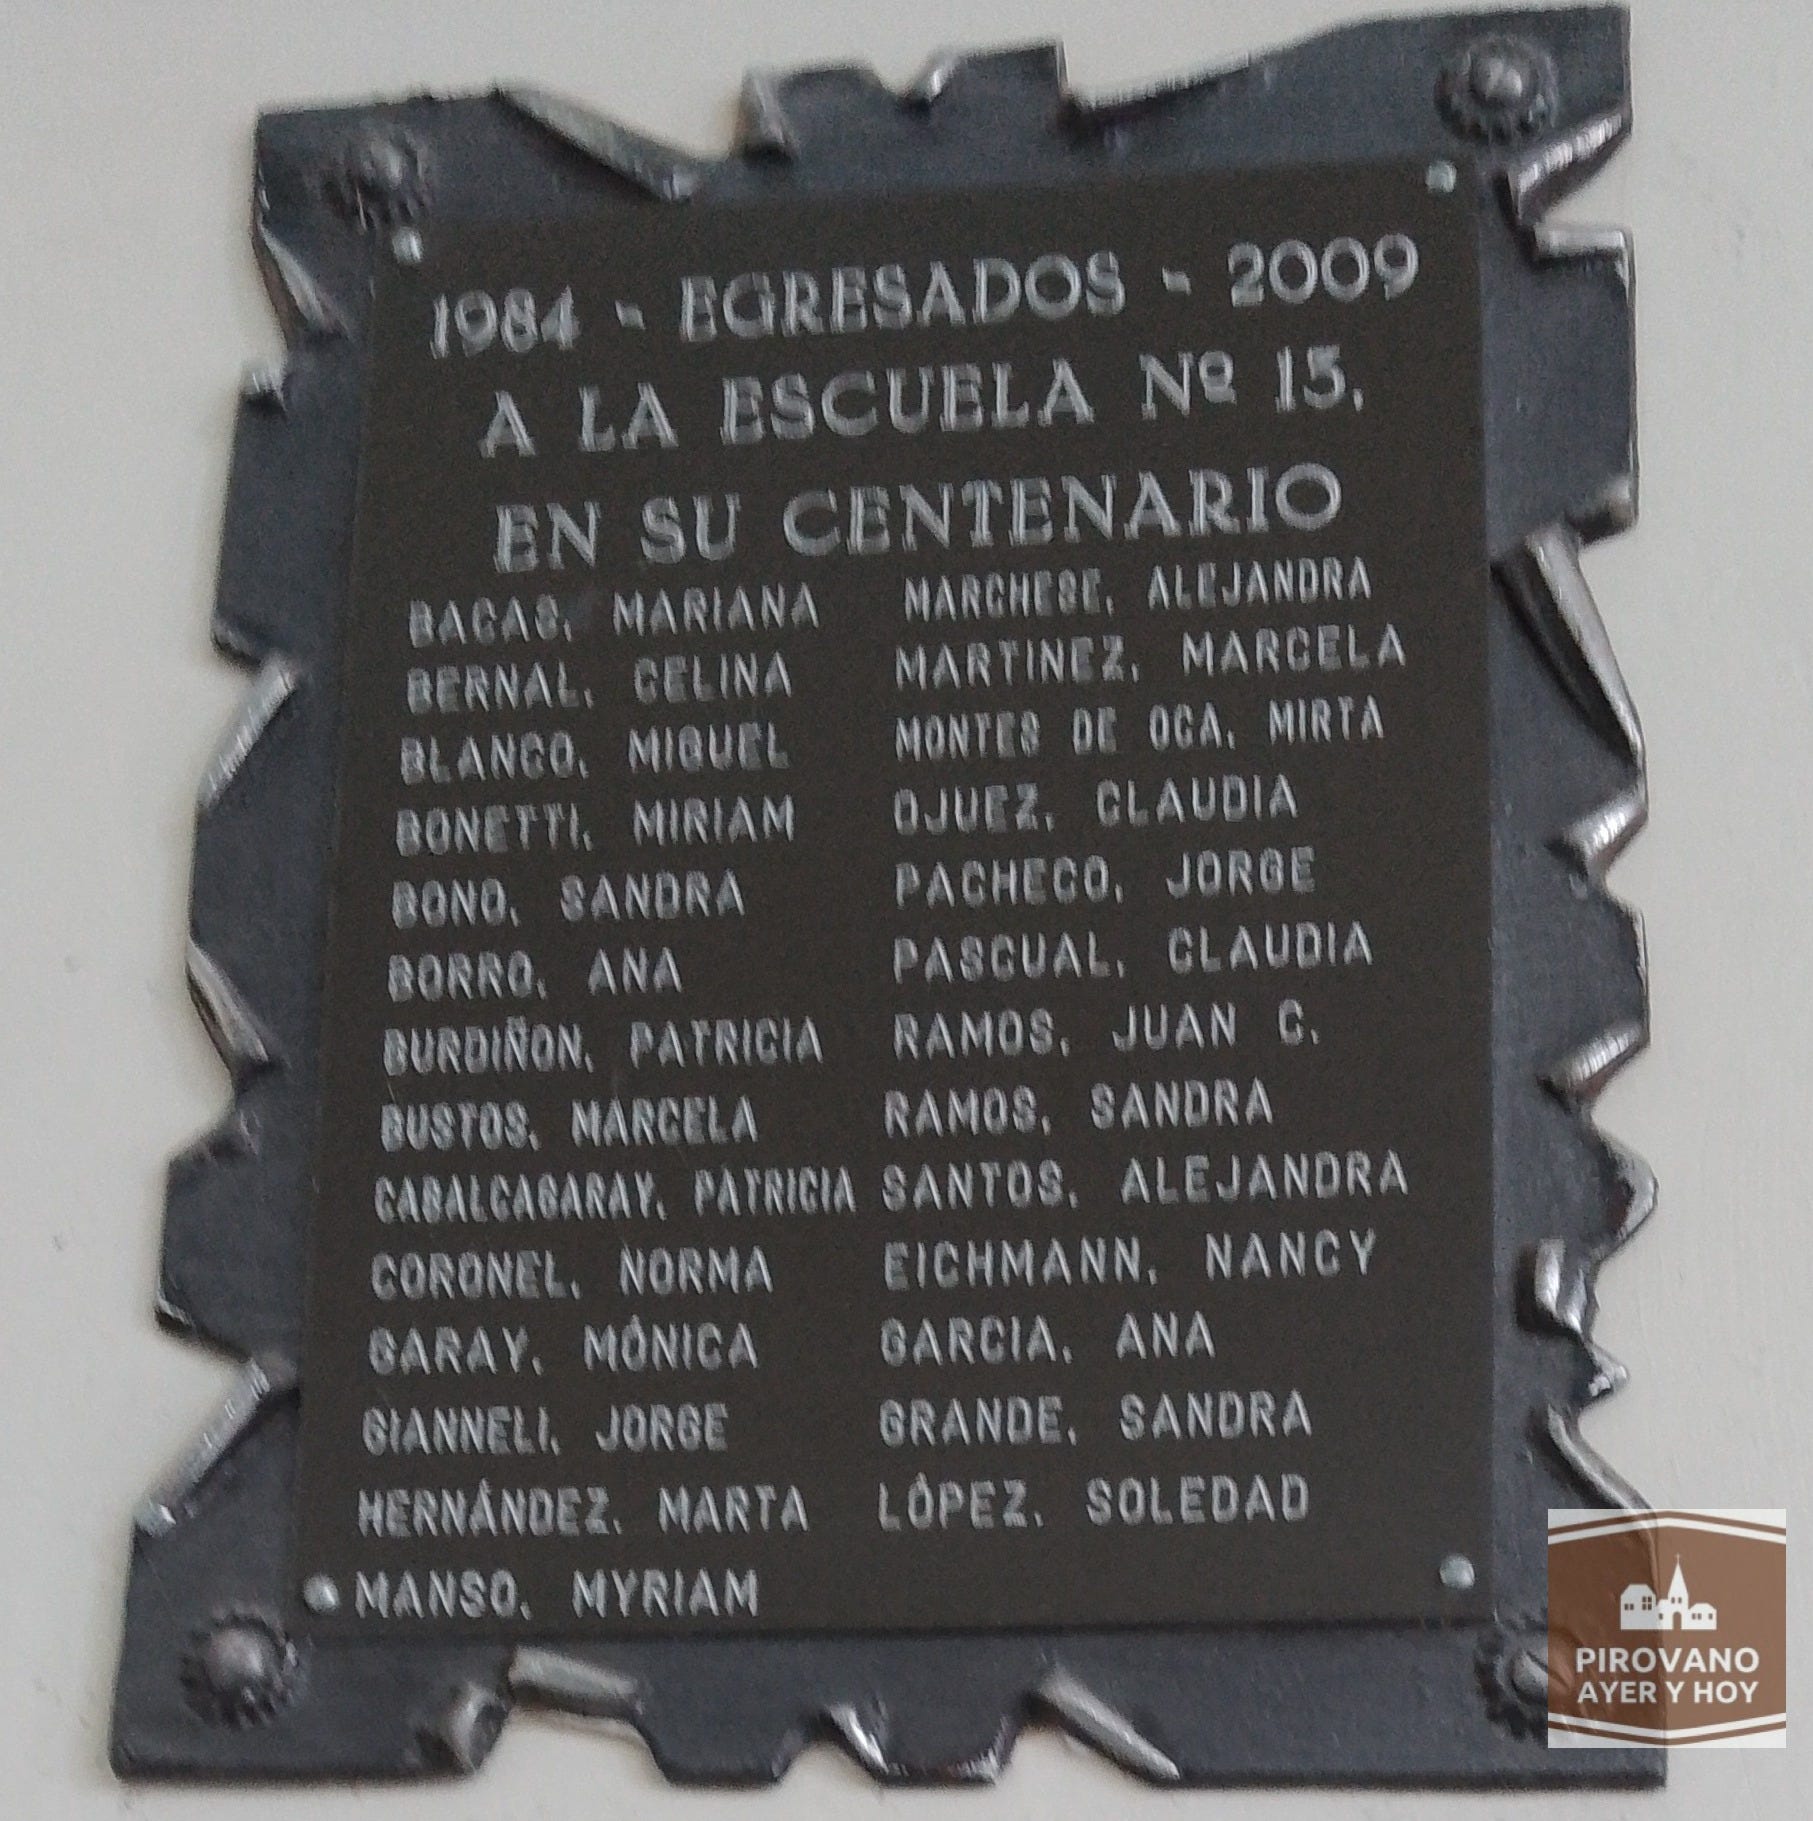 1984 - EGRESADOS - 2009
A LA ESCUELA Nº 15,
EN SU CENTENARIO
BACAS, MARIANA
BERNAL, CELINA
BLANCO, MIGUEL
BONETTI, MIRIAM
BONO, SANDRA
BORRO, ANA
BURDIÑON, PATRICIA
BUSTOS, MARCELA
CABALCAGARAY, PATRICIA
CORONEL, NORMA
GARAY, MÓNICA
GIANNELI, JORGE
HERNÁNDEZ, MARTA
MANSO, MYRIAM
MARCHESE, ALEJANDRA
MARTINEZ, MARCELA
MONTES DE OCA, MIRTA
OJUEZ, CLAUDIA
PACHECO, JORGE
PASCUAL, CLAUDIA
RAMOS, JUAN C.
RAMOS, SANDRA
SANTOS, ALEJANDRA
EICHMANN, NANCY
GARCIA, ANA
GRANDE, SANDRA
LÓPEZ, SOLEDAD
PIROVANO
AYER Y HOY